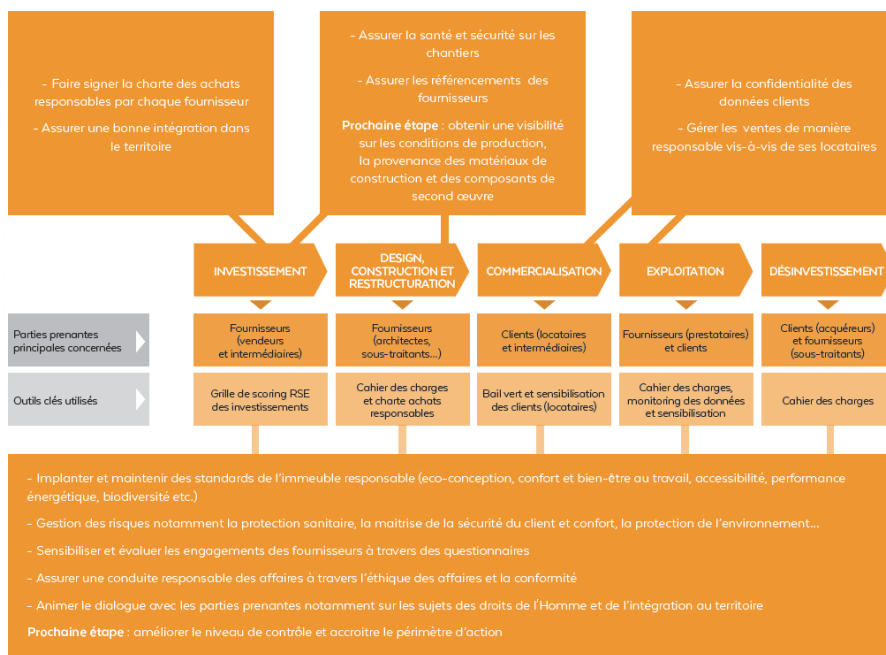 - Faire signer la charte des achats
responsables par chaque fournisseur
- Assurer une bonne intégration dans
le territoire
- Assurer la santé et sécurité sur les
chantiers
- Assurer les référencements des
fournisseurs
Prochaine étape : obtenir une visibilité
sur les conditions de production,
la provenance des matériaux de
construction et des composants de
second œuvre
- Assurer la confidentialité des
données clients
- Gérer les ventes de manière
responsable vis-à-vis de ses locataires
INVESTISSEMENT
DESIGN,
CONSTRUCTION ET
RESTRUCTURATION
COMMERCIALISATION
EXPLOITATION
DÉSINVESTISSEMENT
Parties prenantes
principales concernées
Fournisseurs
(vendeurs
et intermédiaires)
Fournisseurs
(architectes,
sous-traitants...)
Clients (locataires
et intermédiaires)
Fournisseurs (prestataires)
et clients
Clients (acquéreurs)
et fournisseurs
(sous-traitants)
Outils clés utilisés
Grille de scoring RSE
des investissements
Cahier des charges
et charte achats
responsables
Bail vert et sensibilisation
des clients (locataires)
Cahier des charges,
monitoring des données
et sensibilisation
Cahier des charges
- Implanter et maintenir des standards de l'immeuble responsable (eco-conception, confort et bien-être au travail, accessibilité, performance
énergétique, biodiversité etc.)
- Gestion des risques notamment la protection sanitaire, la maitrise de la sécurité du client et confort, la protection de l'environnement...
- Sensibiliser et évaluer les engagements des fournisseurs à travers des questionnaires
- Assurer une conduite responsable des affaires à travers l'éthique des affaires et la conformité
- Animer le dialogue avec les parties prenantes notamment sur les sujets des droits de l'Homme et de l'intégration au territoire
Prochaine étape : améliorer le niveau de contrôle et accroitre le périmètre d'action